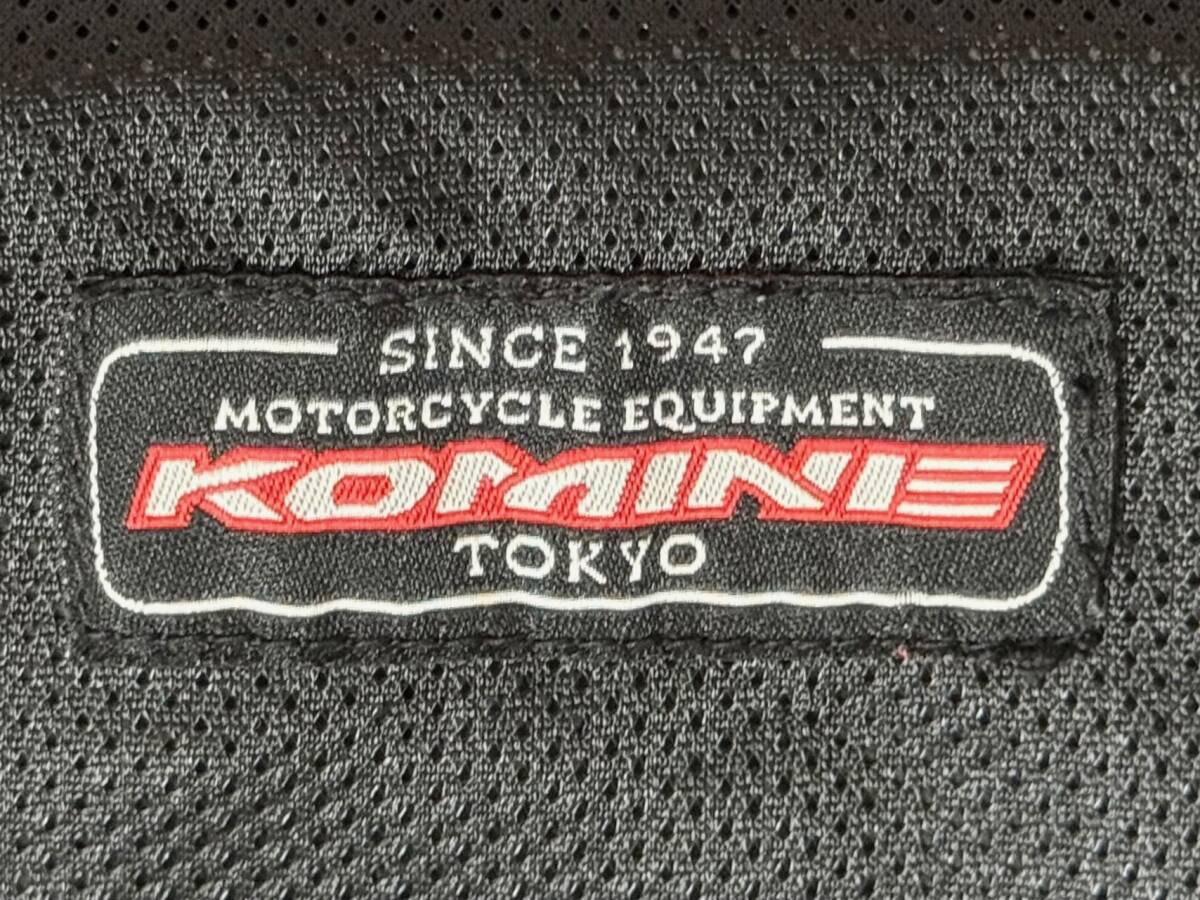 SINCE 1947
MOTORCYCLE EQUIPMENT
KOMINE
TOKYO